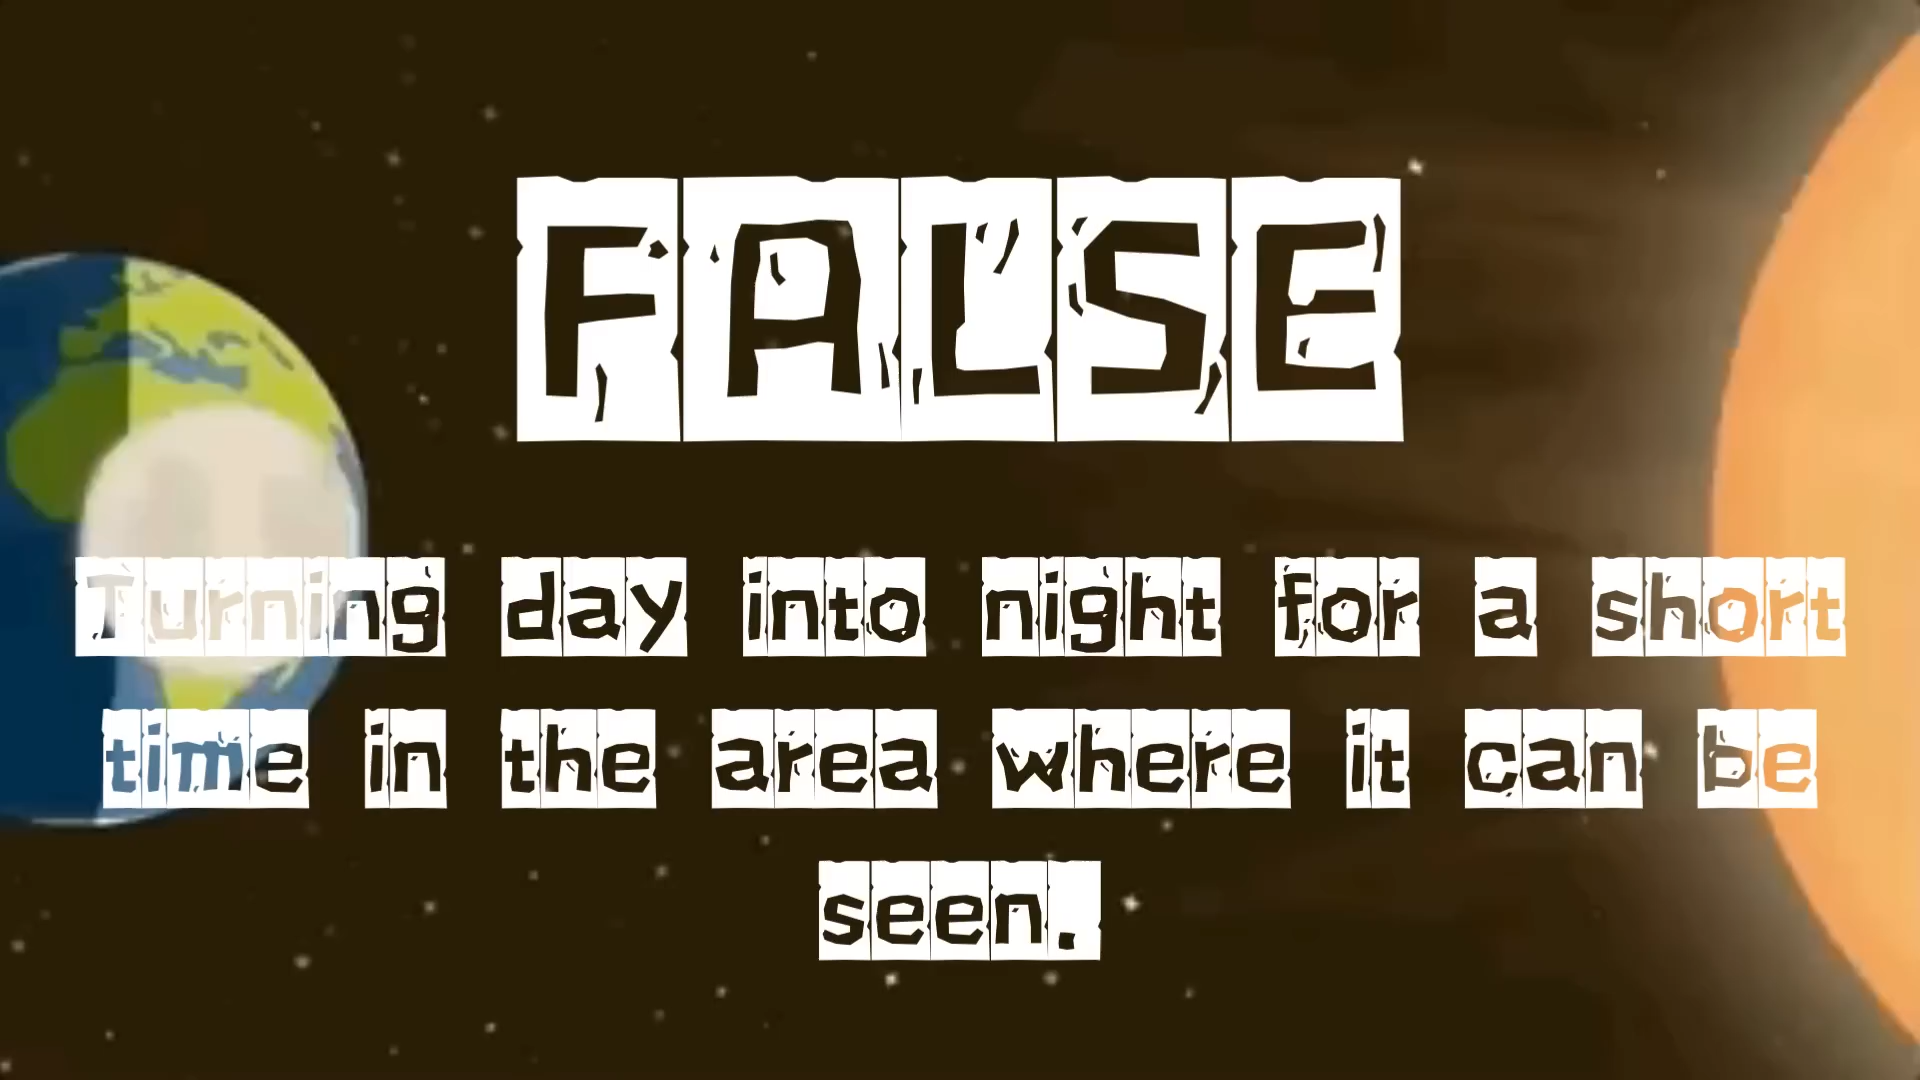 FALSE
Turning day into night for a short
time in the area where it can be
seen.